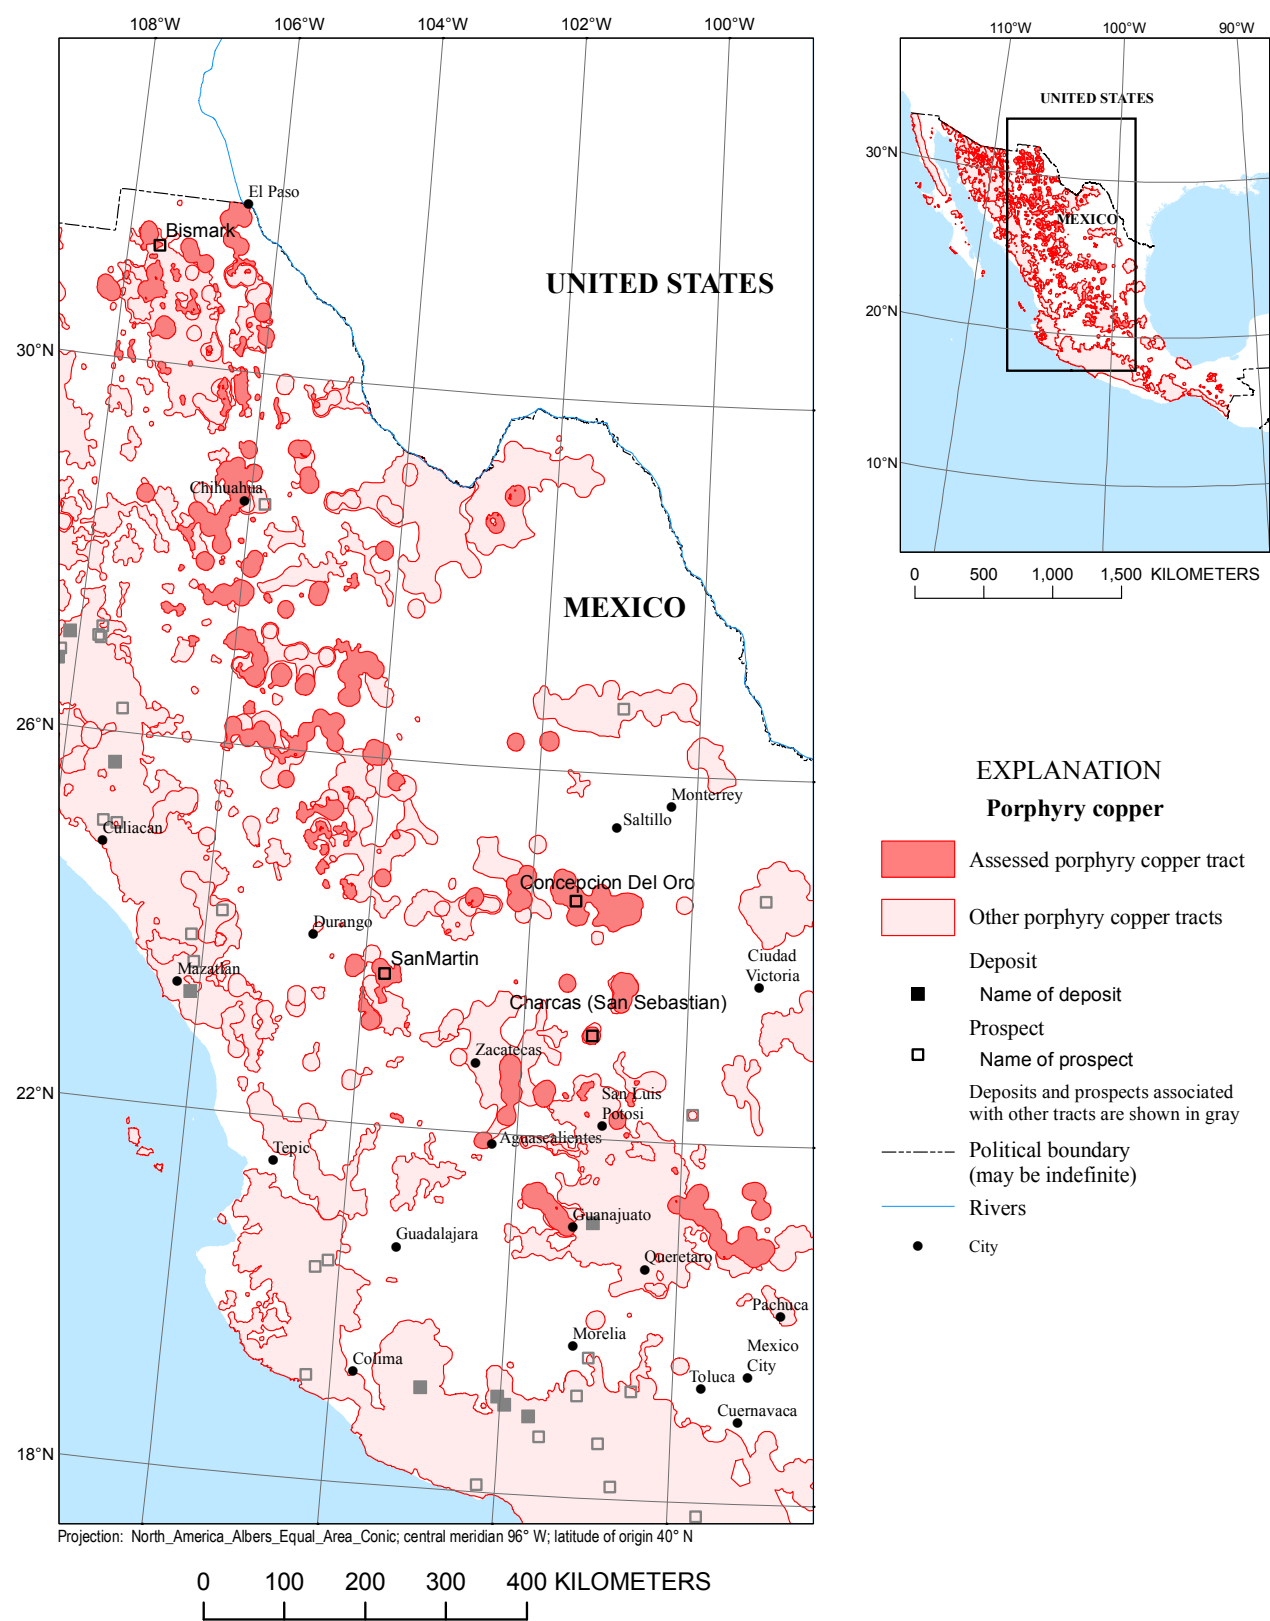 108°W
106°W
104°W
102°W
100°W
110°W
100°W
90°W
UNITED STATES
30°N
MEXICO
20°N
10°N
0
500
1,000
1,500 KILOMETERS
El Paso
Bismark
UNITED STATES
30°N
Chihuahua
MEXICO
26°N
Monterrey
Saltillo
Culiacan
Concepcion Del Oro
Durango
SanMartin
Ciudad
Victoria
Mazatlan
Charcas (San Sebastian)
Zacatecas
22°N
San Luis
Potosi
Aguascalientes
Tepic
Guanajuato
Guadalajara
Queretaro
Pachuca
Morelia
Mexico
City
Colima
Toluca
Cuernavaca
18°N
EXPLANATION
Porphyry copper
Assessed porphyry copper tract
Other porphyry copper tracts
Deposit
Name of deposit
Prospect
Name of prospect
Deposits and prospects associated
with other tracts are shown in gray
Political boundary
(may be indefinite)
Rivers
City
Projection: North_America_Albers_Equal_Area_Conic; central meridian 96° W; latitude of origin 40° N
0
100
200
300
400 KILOMETERS